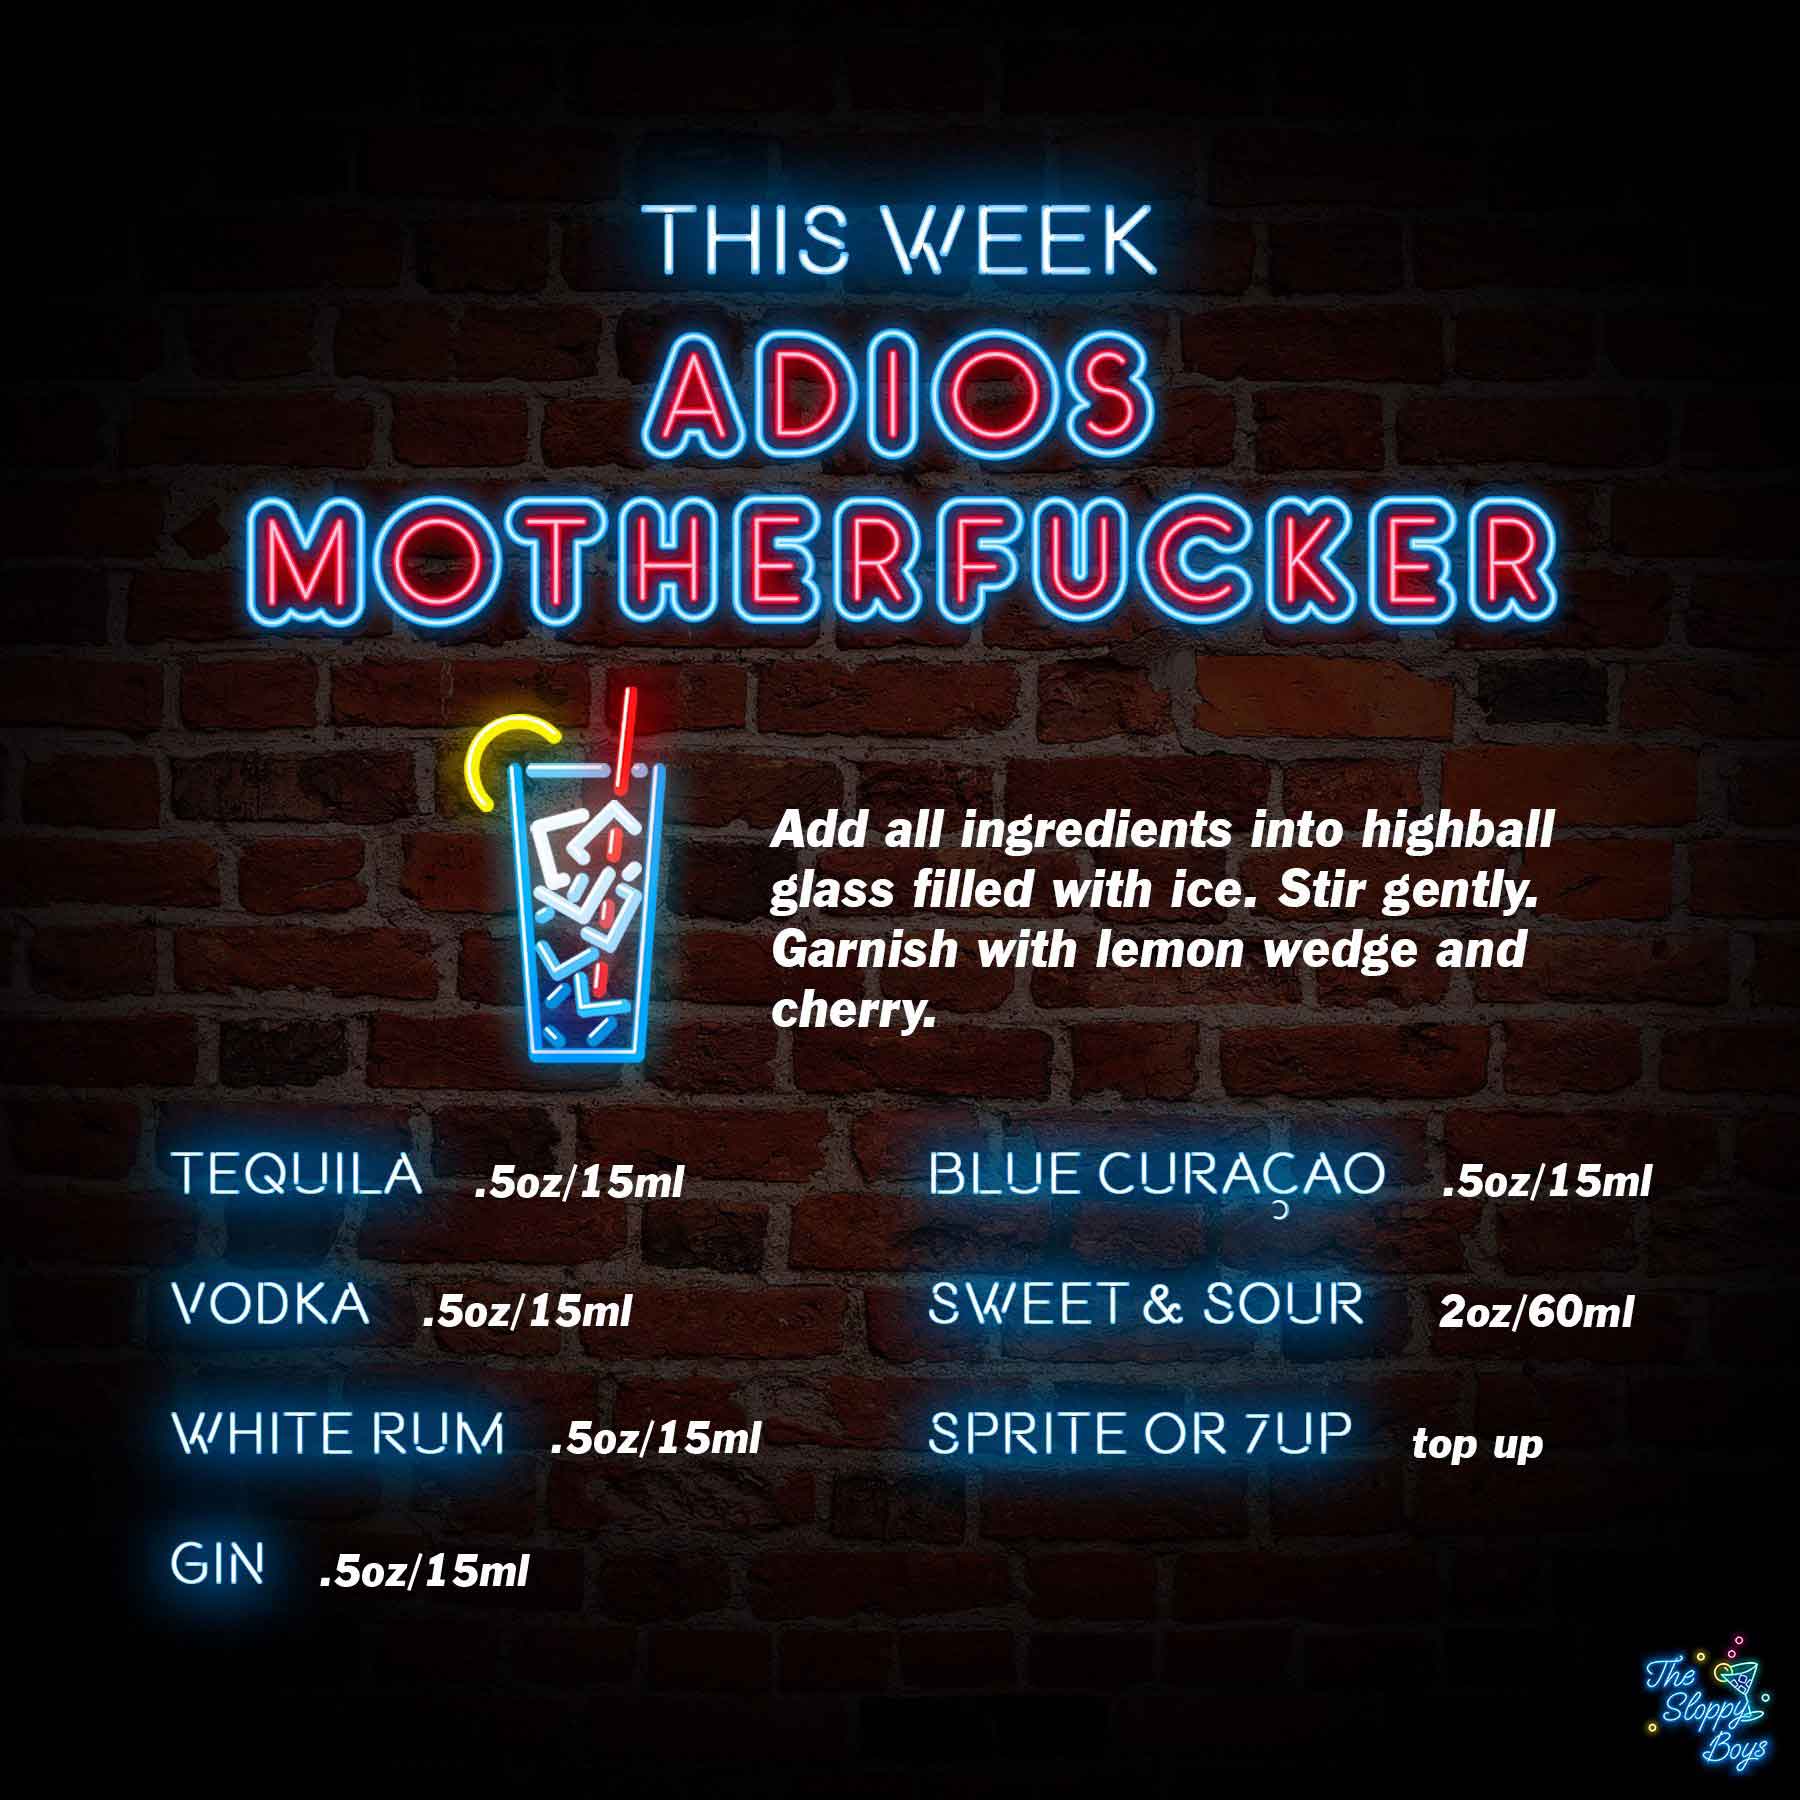 THIS WEEK
ADIOS
MOTHERFUCKER
Add all ingredients into highball
glass filled with ice. Stir gently.
Garnish with lemon wedge and
cherry.
TEQUILA .5oz/15ml
VODKA .5oz/15ml
WHITE RUM .5oz/15ml
GIN .5oz/15ml
BLUE CURAÇAO .5oz/15ml
SWEET & SOUR 2oz/60ml
SPRITE OR 7UP top up
The
Sloppy
Boys